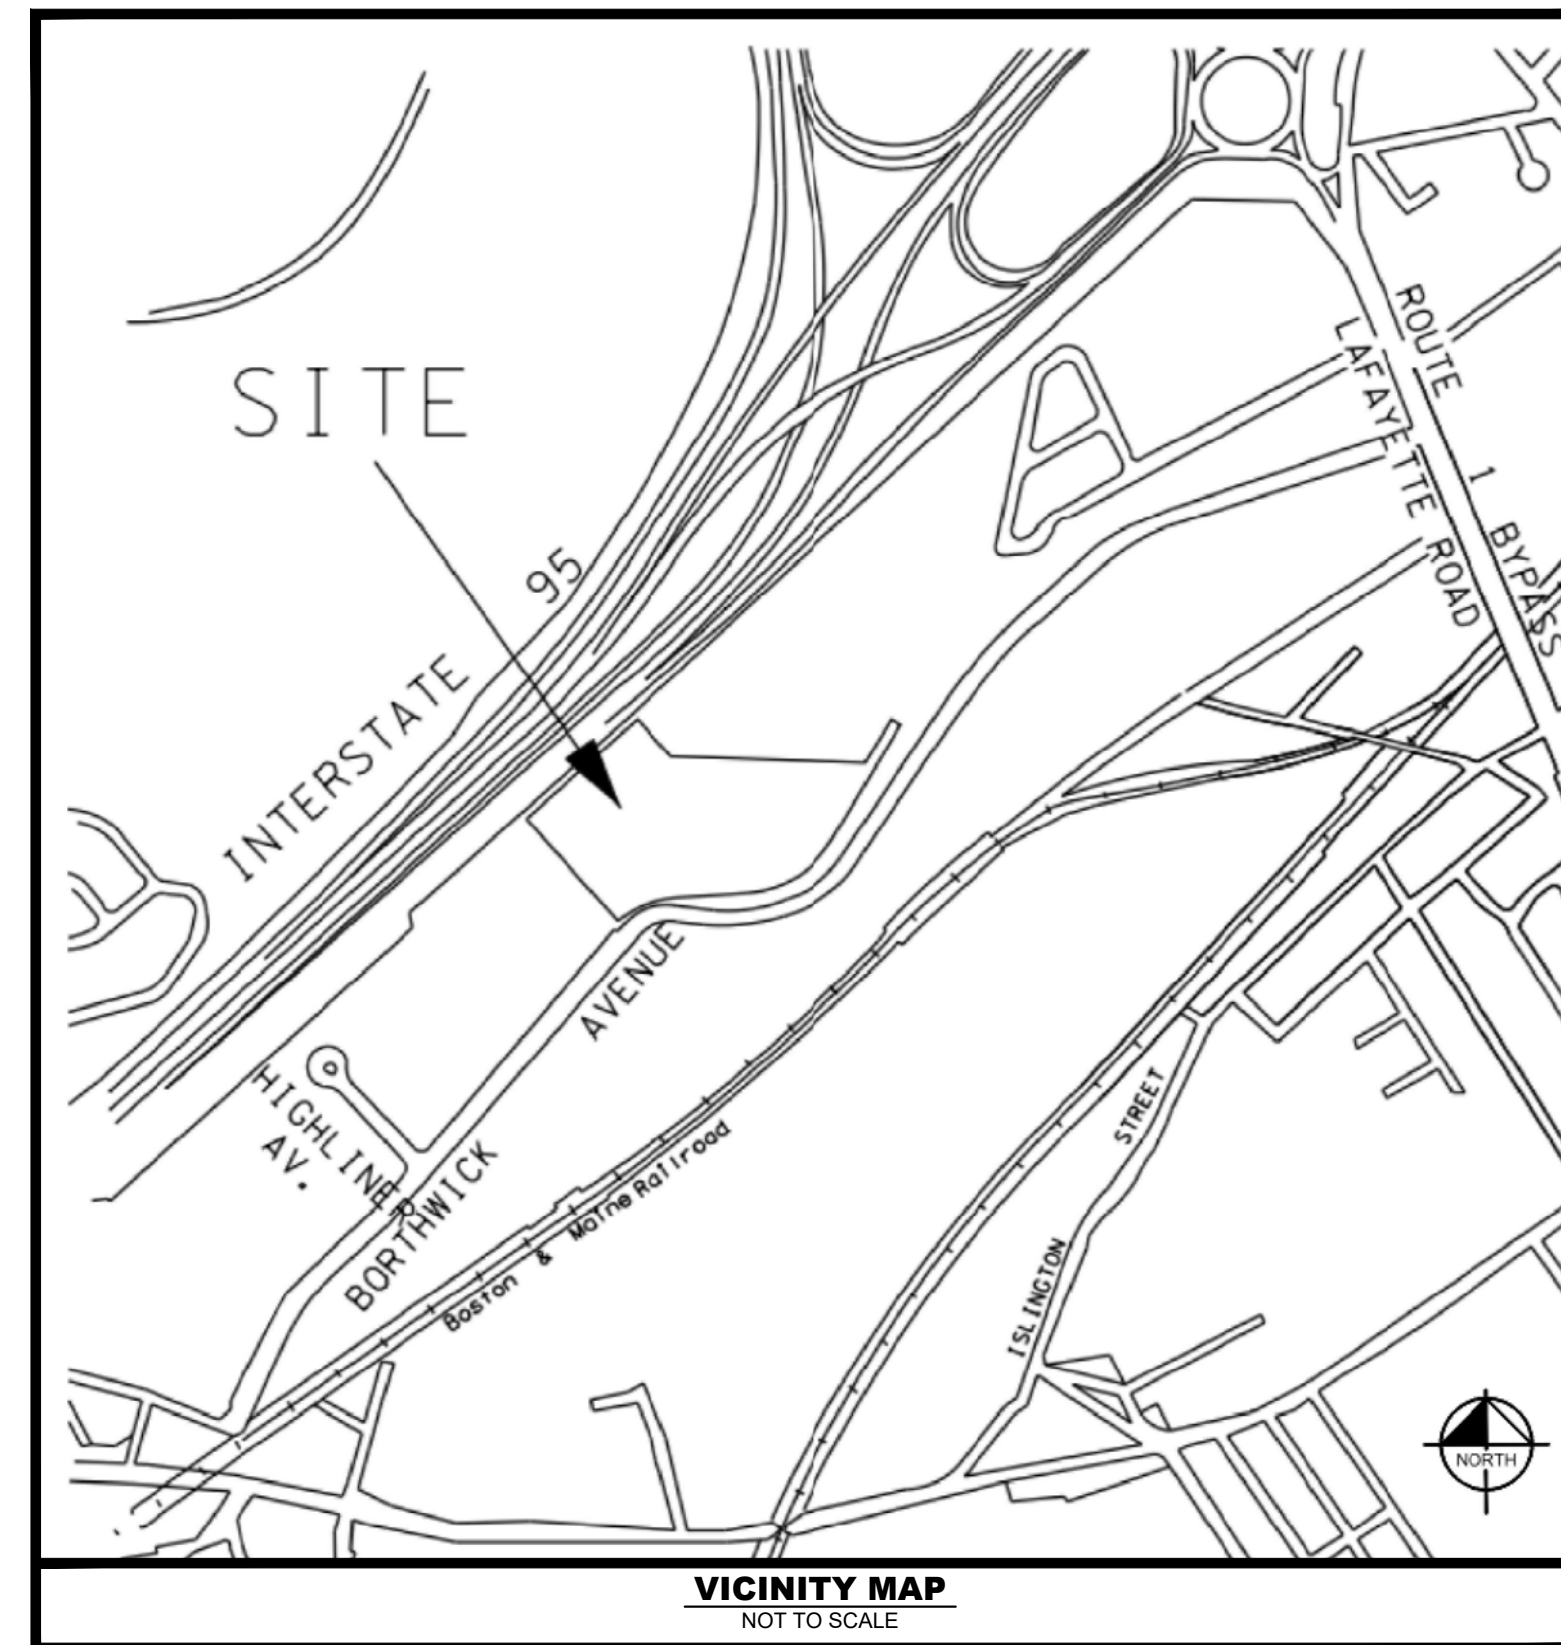 SITE
INTERSTATE 95
ROUTE 1 BYPASS
LAFAYETTE ROAD
HIGHLINER
AV.
BORTHWICK AVENUE
Boston & Maine Railroad
ISLINGTON STREET
NORTH
VICINITY MAP
NOT TO SCALE